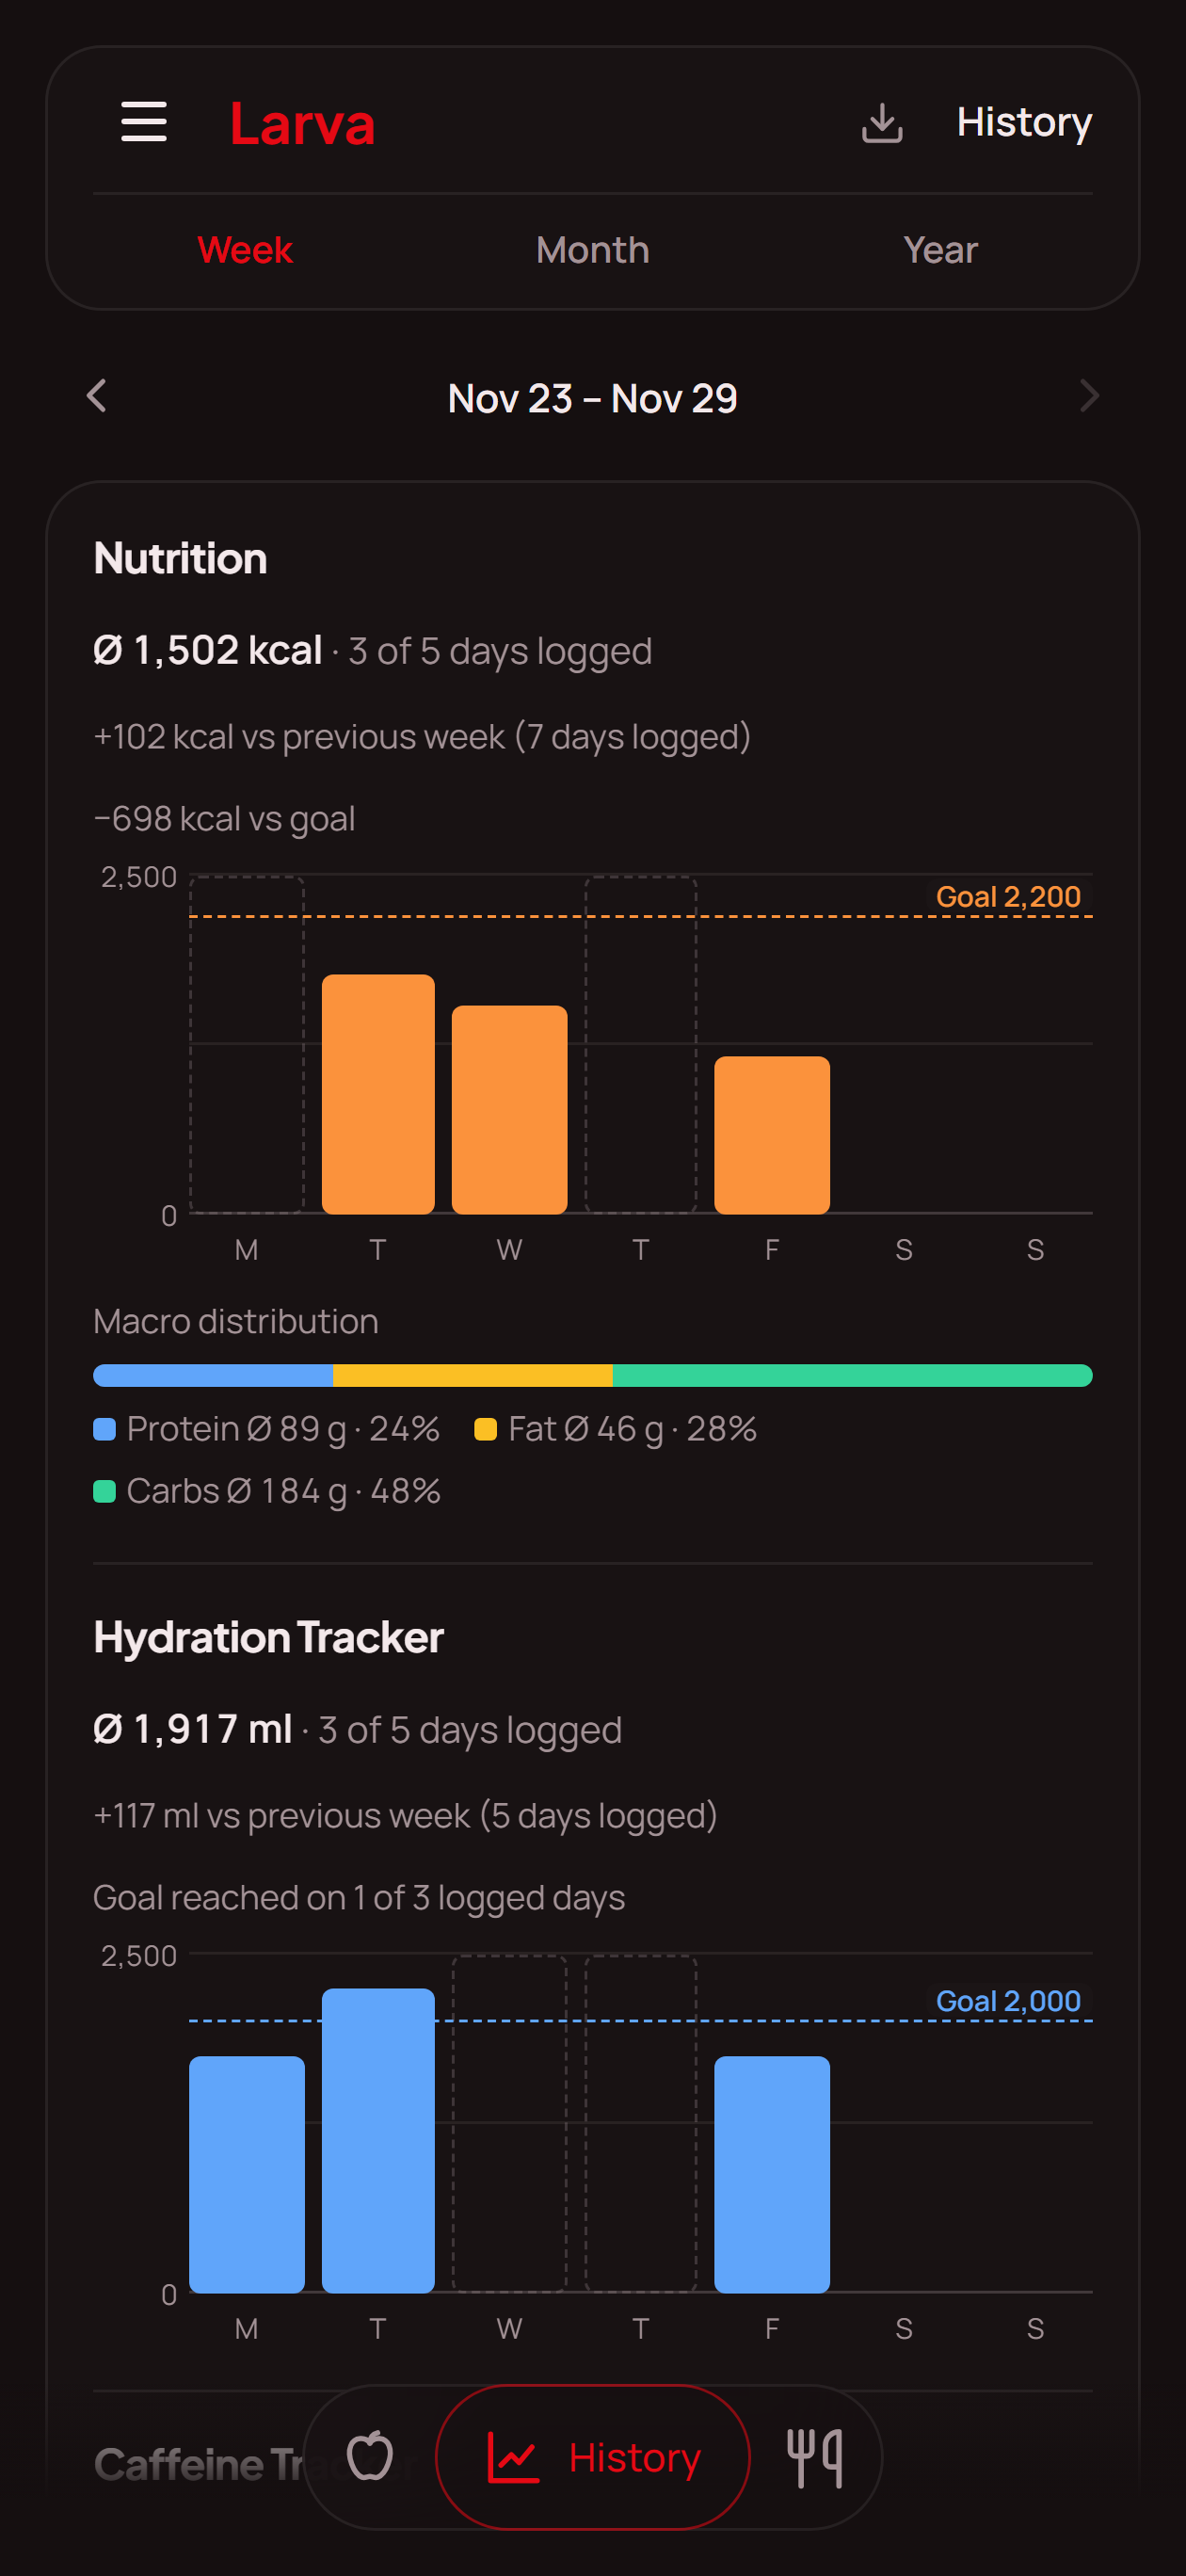 Larva
History
Week Month Year
Nov 23 – Nov 29
Nutrition
Ø 1,502 kcal · 3 of 5 days logged
+102 kcal vs previous week (7 days logged)
−698 kcal vs goal
2,500
Goal 2,200
0
M T W T F S S
Macro distribution
Protein Ø 89 g · 24% Fat Ø 46 g · 28%
Carbs Ø 184 g · 48%
Hydration Tracker
Ø 1,917 ml · 3 of 5 days logged
+117 ml vs previous week (5 days logged)
Goal reached on 1 of 3 logged days
2,500
Goal 2,000
0
M T W T F S S
Caffeine Tracker
History